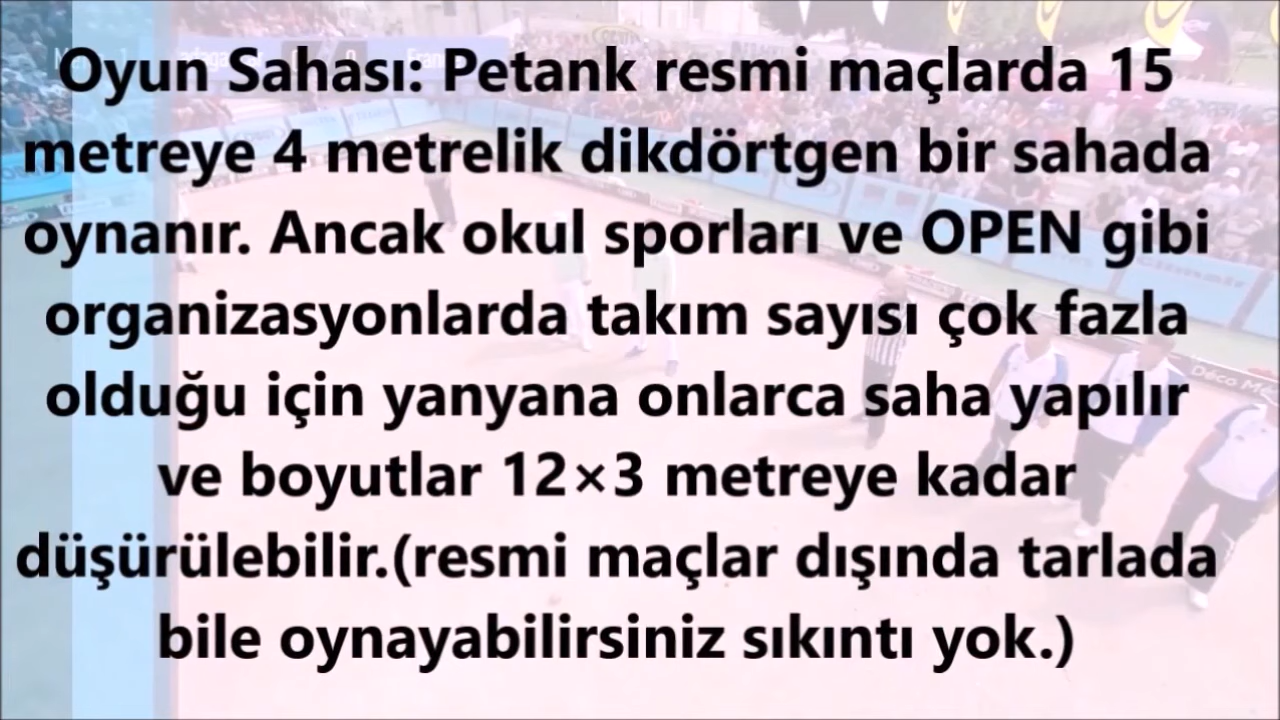 Oyun Sahası: Petank resmi maçlarda 15
metreye 4 metrelik dikdörtgen bir sahada
oynanır. Ancak okul sporları ve OPEN gibi
organizasyonlarda takım sayısı çok fazla
olduğu için yanyana onlarca saha yapılır
ve boyutlar 12×3 metreye kadar
düşürülebilir.(resmi maçlar dışında tarlada
bile oynayabilirsiniz sıkıntı yok.)